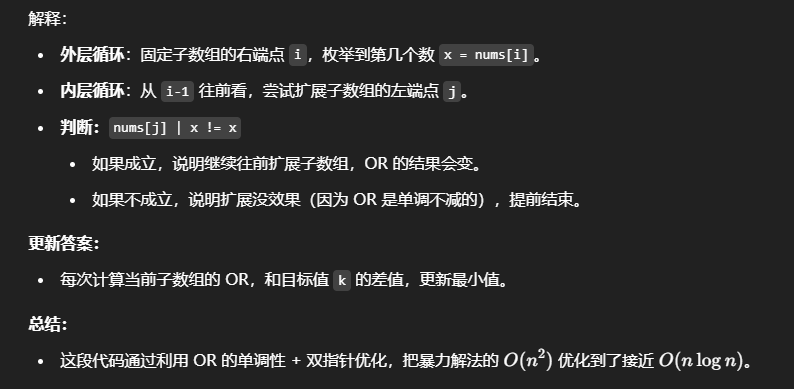 解释：
• 外层循环：固定子数组的右端点 i，枚举到第几个数 x = nums[i]。
• 内层循环：从 i-1 往前看，尝试扩展子数组的左端点 j。
• 判断：nums[j] | x != x
• 如果成立，说明继续往前扩展子数组，OR 的结果会变。
• 如果不成立，说明扩展没效果（因为 OR 是单调不减的），提前结束。
更新答案：
• 每次计算当前子数组的 OR，和目标值 k 的差值，更新最小值。
总结：
• 这段代码通过利用 OR 的单调性 + 双指针优化，把暴力解法的 O(n²) 优化到了接近 O(n log n)。